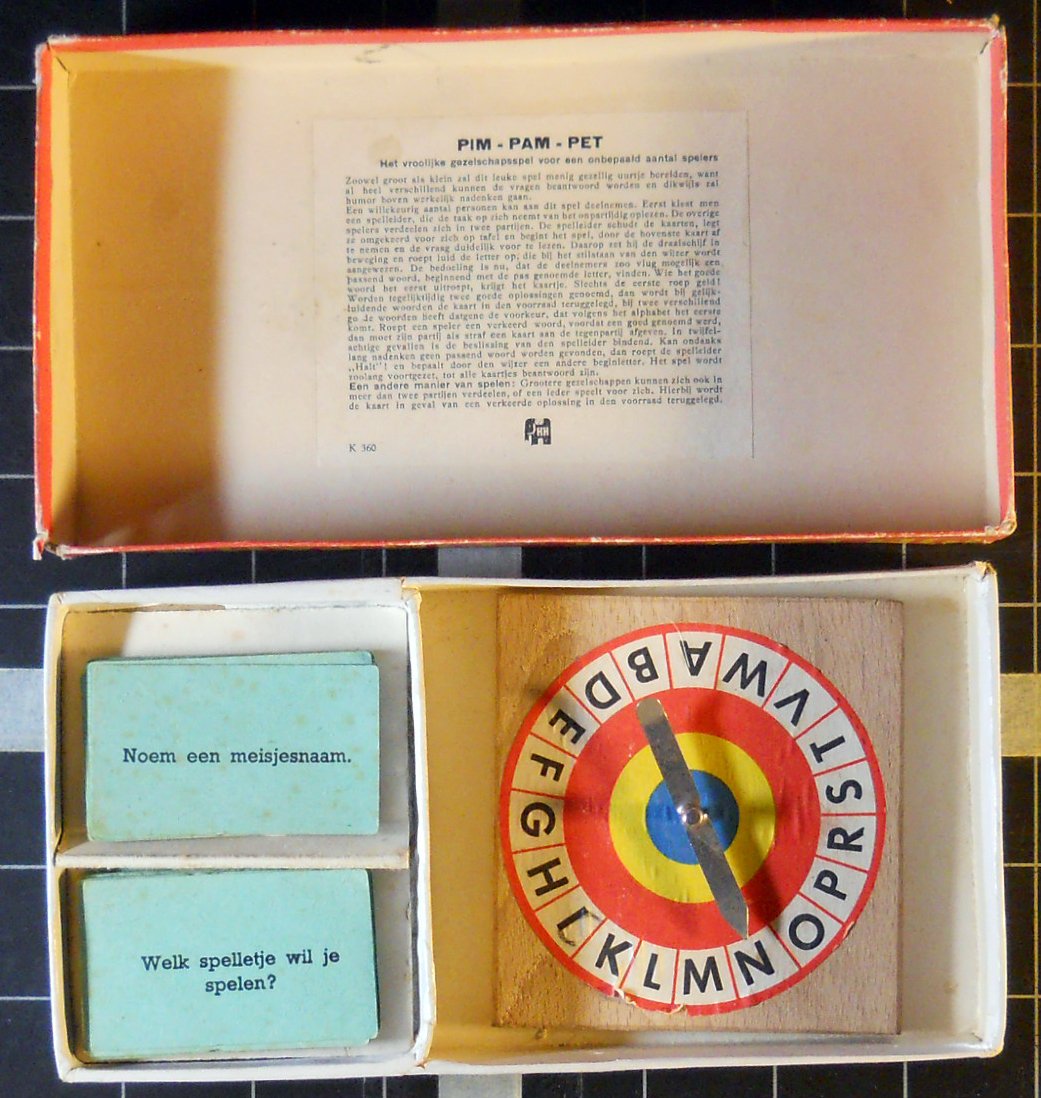 PIM - PAM - PET
Het vroolijke gezelschapsspel voor een onbepaald aantal spelers
Zoowel groot als klein zal dit leuke spel menig gezellig uurtje bereiden, want
al heel verschillend kunnen de vragen beantwoord worden en dikwijls zal
humor boven werkelijk nadenken gaan.
Een willekeurig aantal personen kan aan dit spel deelnemen. Eerst kiest men
een spelleider, die de taak op zich neemt van het onpartijdig oplezen. De overige
spelers verdeelen zich in twee partijen. De spelleider schudt de kaarten, legt
ze omgekeerd voor zich op tafel en begint het spel, door de bovenste kaart af
te nemen en de vraag duidelijk voor te lezen. Daarop zet hij de draaischijf in
beweging en roept luid de letter op, die bij het stilstaan van den wijzer wordt
aangewezen. De bedoeling is nu, dat de deelnemers zoo vlug mogelijk een
passend woord, beginnend met de pas genoemde letter, vinden. Wie het goede
woord het eerst uitroept, krijgt het kaartje. Slechts de eerste roep geldt
Worden tegelijktijdig twee goede oplossingen genoemd, dan wordt bij gelijk-
luidende woorden de kaart in den voorraad teruggelegd, bij twee verschillend
go de woorden heeft datgene de voorkeur, dat volgens het alphabet het eerste
komt. Roept een speler een verkeerd woord, voordat een goed genoemd werd,
dan moet zijn partij als straf een kaart aan de tegenpartij afgeven. In twijfel-
achtige gevallen is de beslissing van den spelleider bindend. Kan ondanks
lang nadenken geen passend woord worden gevonden, dan roept de spelleider
„Halt"! en bepaalt door den wijzer een andere beginletter. Het spel wordt
zoolang voortgezet, tot alle kaartjes beantwoord zijn.
Een andere manier van spelen: Grootere gezelschappen kunnen zich ook in
meer dan twee partijen verdeelen, of een ieder speelt voor zich. Hierbij wordt
de kaart in geval van een verkeerde oplossing in den voorraad teruggelegd.
K 360
Noem een meisjesnaam.
Welk spelletje wil je
spelen?
A B D E F G H I K L M N O P R S T V W